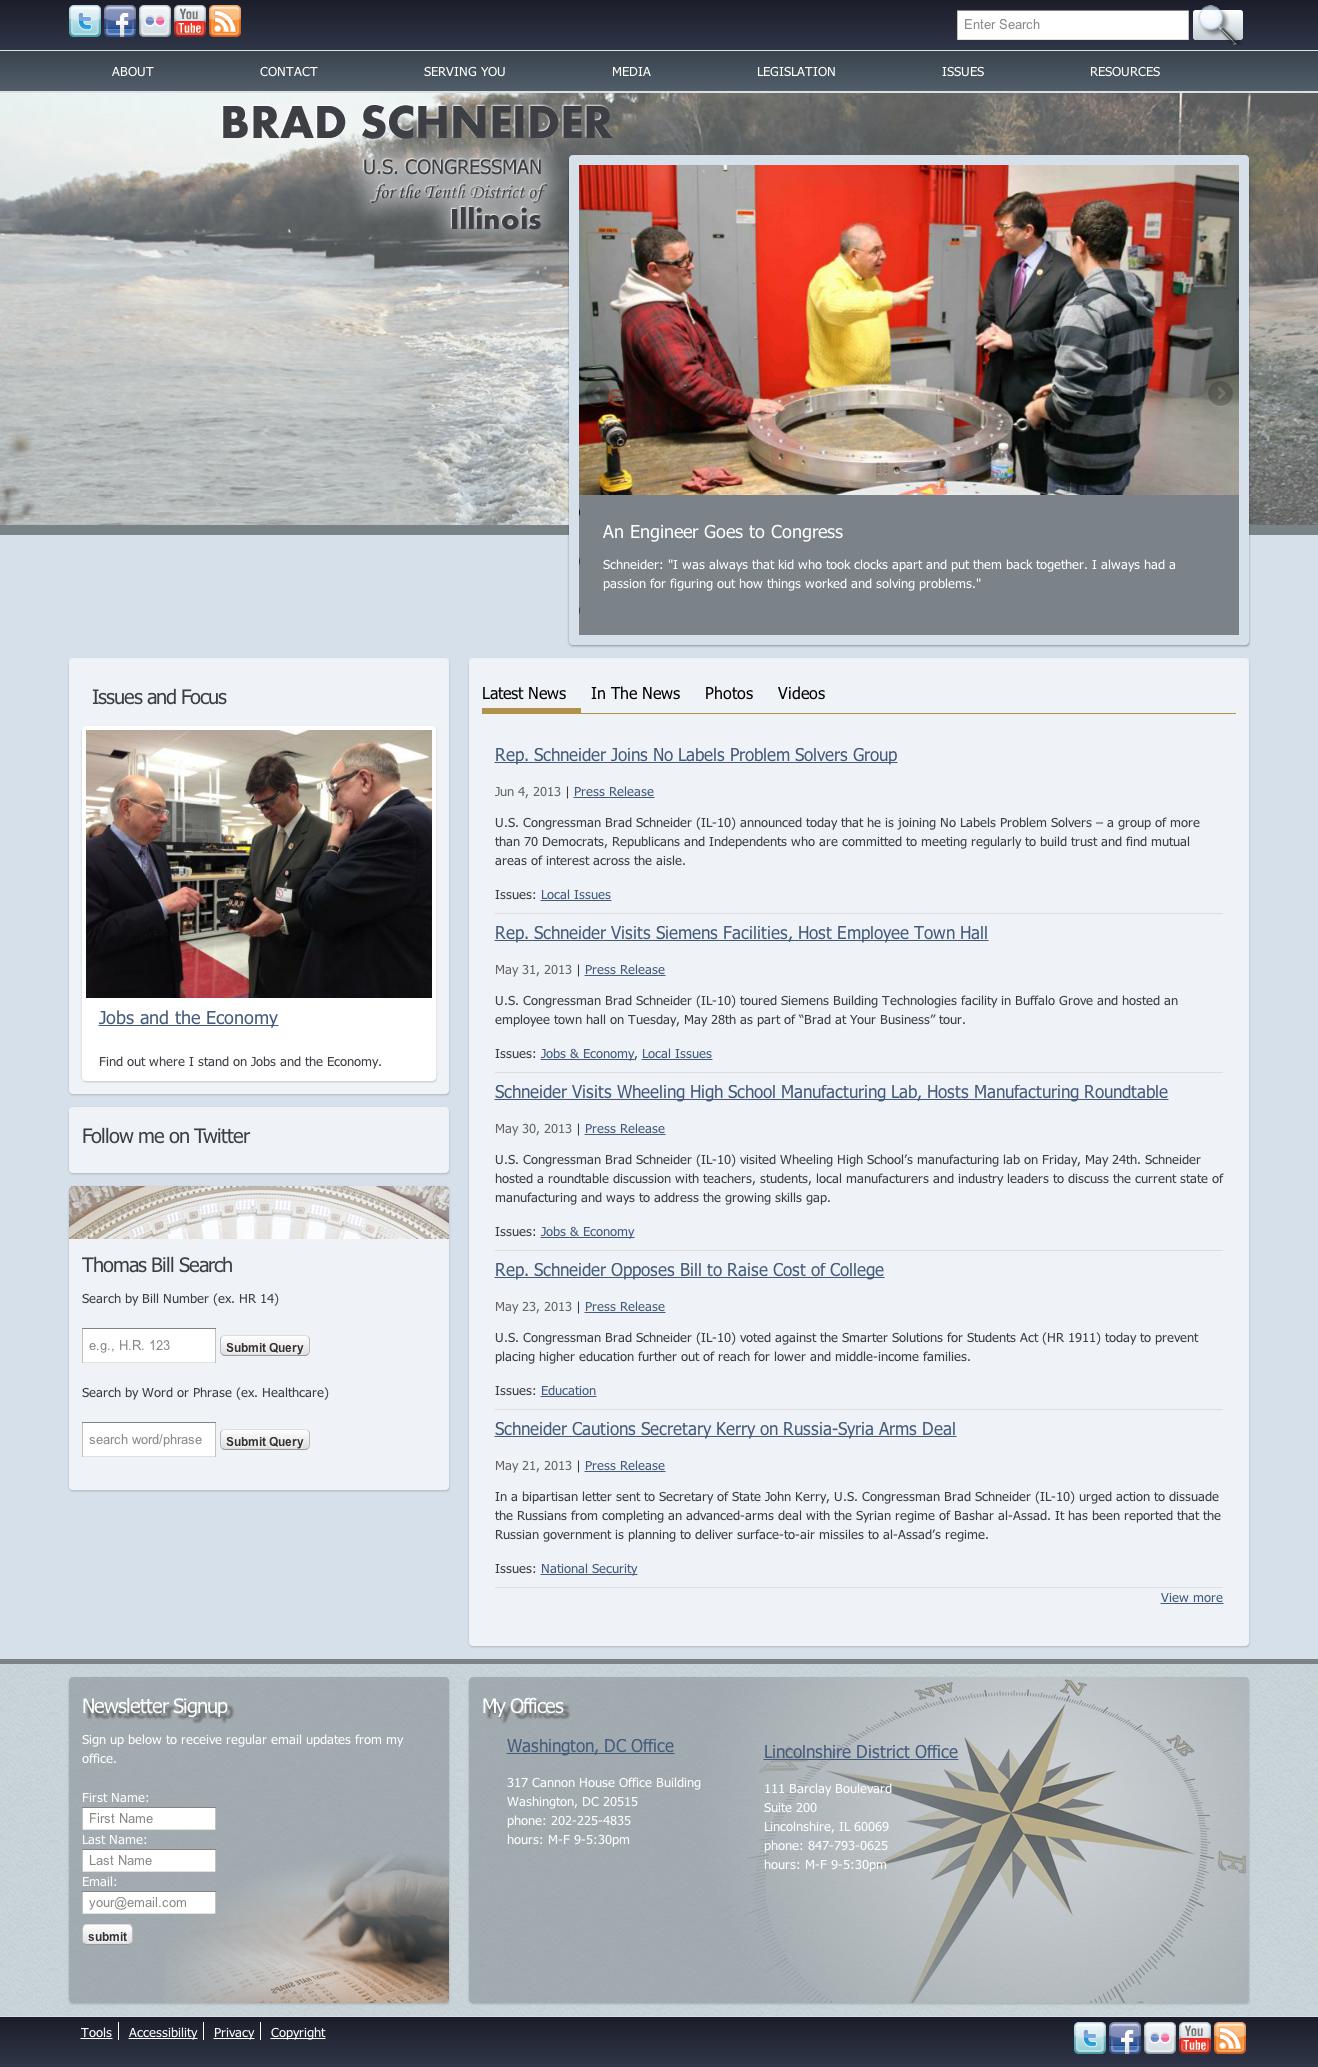 You
Tube
Enter Search
ABOUT
CONTACT
SERVING YOU
MEDIA
LEGISLATION
ISSUES
RESOURCES
BRAD SCHNEIDER
U.S. CONGRESSMAN
for the Tenth District of
Illinois
An Engineer Goes to Congress
Schneider: "I was always that kid who took clocks apart and put them back together. I always had a
passion for figuring out how things worked and solving problems."
Issues and Focus
Jobs and the Economy
Find out where I stand on Jobs and the Economy.
Follow me on Twitter
Thomas Bill Search
Search by Bill Number (ex. HR 14)
e.g., H.R. 123
Submit Query
Search by Word or Phrase (ex. Healthcare)
search word/phrase
Submit Query
Latest News
In The News
Photos
Videos
Rep. Schneider Joins No Labels Problem Solvers Group
Jun 4, 2013 | Press Release
U.S. Congressman Brad Schneider (IL-10) announced today that he is joining No Labels Problem Solvers – a group of more
than 70 Democrats, Republicans and Independents who are committed to meeting regularly to build trust and find mutual
areas of interest across the aisle.
Issues: Local Issues
Rep. Schneider Visits Siemens Facilities, Host Employee Town Hall
May 31, 2013 | Press Release
U.S. Congressman Brad Schneider (IL-10) toured Siemens Building Technologies facility in Buffalo Grove and hosted an
employee town hall on Tuesday, May 28th as part of “Brad at Your Business” tour.
Issues: Jobs & Economy, Local Issues
Schneider Visits Wheeling High School Manufacturing Lab, Hosts Manufacturing Roundtable
May 30, 2013 | Press Release
U.S. Congressman Brad Schneider (IL-10) visited Wheeling High School’s manufacturing lab on Friday, May 24th. Schneider
hosted a roundtable discussion with teachers, students, local manufacturers and industry leaders to discuss the current state of
manufacturing and ways to address the growing skills gap.
Issues: Jobs & Economy
Rep. Schneider Opposes Bill to Raise Cost of College
May 23, 2013 | Press Release
U.S. Congressman Brad Schneider (IL-10) voted against the Smarter Solutions for Students Act (HR 1911) today to prevent
placing higher education further out of reach for lower and middle-income families.
Issues: Education
Schneider Cautions Secretary Kerry on Russia-Syria Arms Deal
May 21, 2013 | Press Release
In a bipartisan letter sent to Secretary of State John Kerry, U.S. Congressman Brad Schneider (IL-10) urged action to dissuade
the Russians from completing an advanced-arms deal with the Syrian regime of Bashar al-Assad. It has been reported that the
Russian government is planning to deliver surface-to-air missiles to al-Assad’s regime.
Issues: National Security
View more
Newsletter Signup
Sign up below to receive regular email updates from my
office.
First Name:
First Name
Last Name:
Last Name
Email:
your@email.com
submit
My Offices
Washington, DC Office
317 Cannon House Office Building
Washington, DC 20515
phone: 202-225-4835
hours: M-F 9-5:30pm
Lincolnshire District Office
111 Barclay Boulevard
Suite 200
Lincolnshire, IL 60069
phone: 847-793-0625
hours: M-F 9-5:30pm
NW
N
E
Tools
Accessibility
Privacy
Copyright
You
Tube